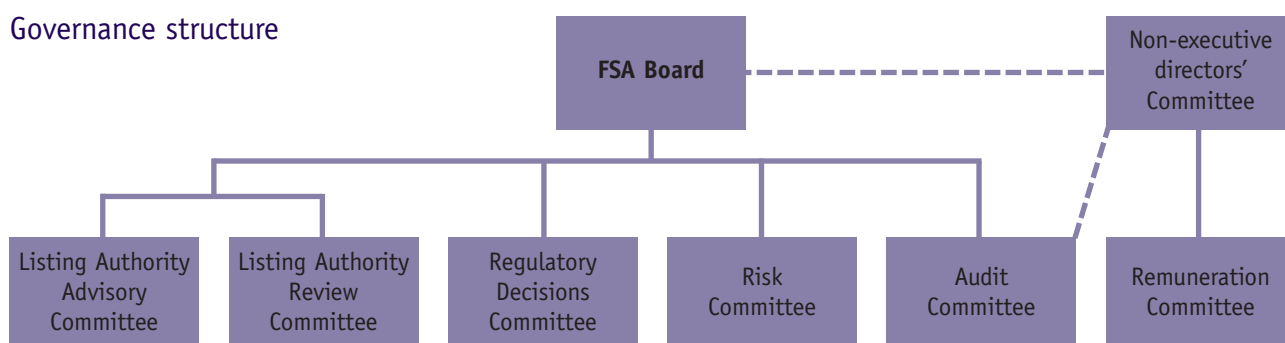 Governance structure
FSA Board
Non-executive
directors’
Committee
Listing Authority
Advisory
Committee
Listing Authority
Review
Committee
Regulatory
Decisions
Committee
Risk
Committee
Audit
Committee
Remuneration
Committee